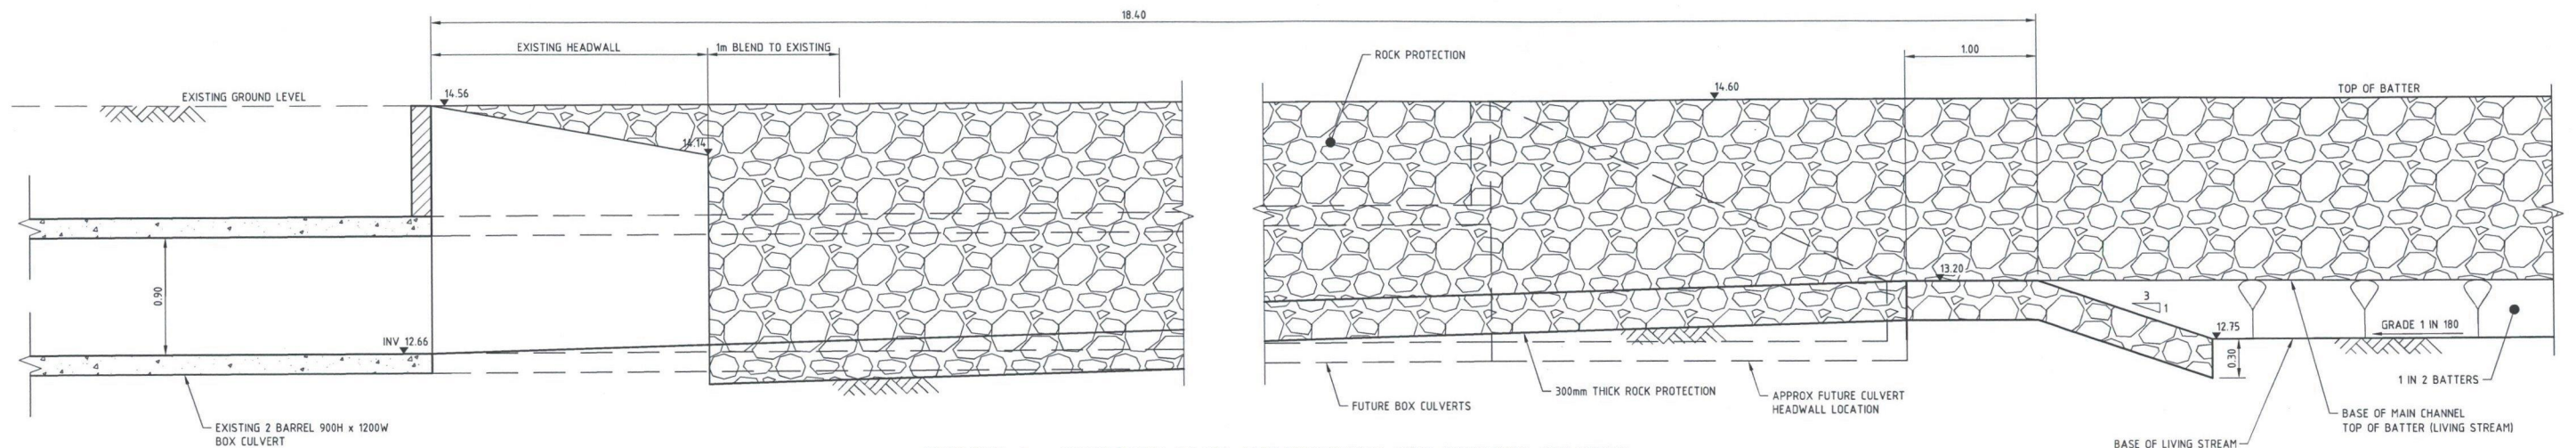 18.40
EXISTING HEADWALL
1m BLEND TO EXISTING
ROCK PROTECTION
1.00
EXISTING GROUND LEVEL
14.56
14.60
TOP OF BATTER
14.14
0.90
13.20
3
1
INV 12.66
12.75
GRADE 1 IN 180
0.30
300mm THICK ROCK PROTECTION
1 IN 2 BATTERS
FUTURE BOX CULVERTS
APPROX FUTURE CULVERT
HEADWALL LOCATION
EXISTING 2 BARREL 900H x 1200W
BOX CULVERT
BASE OF MAIN CHANNEL
TOP OF BATTER (LIVING STREAM)
BASE OF LIVING STREAM